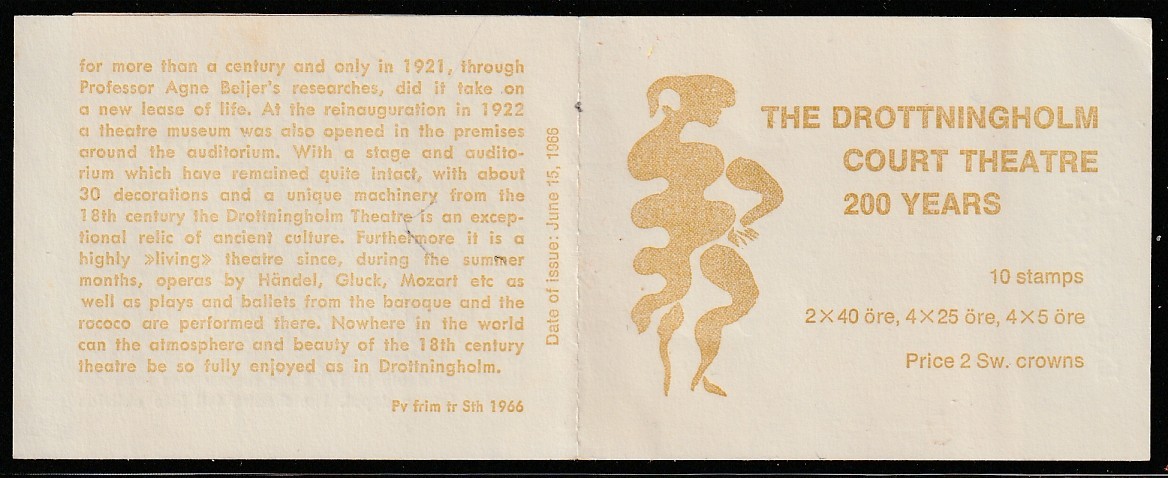 for more than a century and only in 1921, through
Professor Agne Beijer's researches, did it take on
a new lease of life. At the reinauguration in 1922
a theatre museum was also opened in the premises
around the auditorium. With a stage and audito-
rium which have remained quite intact, with about
30 decorations and a unique machinery from the
18th century the Drottningholm Theatre is an excep-
tional relic of ancient culture. Furthermore it is a
highly »living» theatre since, during the summer
months, operas by Händel, Gluck, Mozart etc as
well as plays and ballets from the baroque and the
rococo are performed there. Nowhere in the world
can the atmosphere and beauty of the 18th century
theatre be so fully enjoyed as in Drottningholm.
Pv frim tr Sth 1966
Date of issue: June 15, 1966
THE DROTTNINGHOLM
COURT THEATRE
200 YEARS
10 stamps
2×40 öre, 4×25 öre, 4×5 öre
Price 2 Sw. crowns